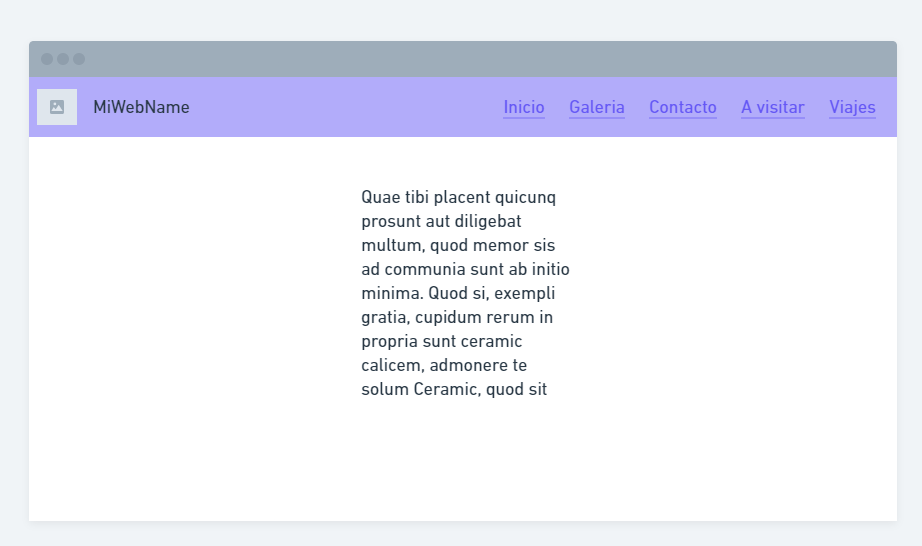 MiWebName Inicio Galeria Contacto A visitar Viajes
Quae tibi placent quicunq
prosunt aut diligebat
multum, quod memor sis
ad communia sunt ab initio
minima. Quod si, exempli
gratia, cupidum rerum in
propria sunt ceramic
calicem, admonere te
solum Ceramic, quod sit